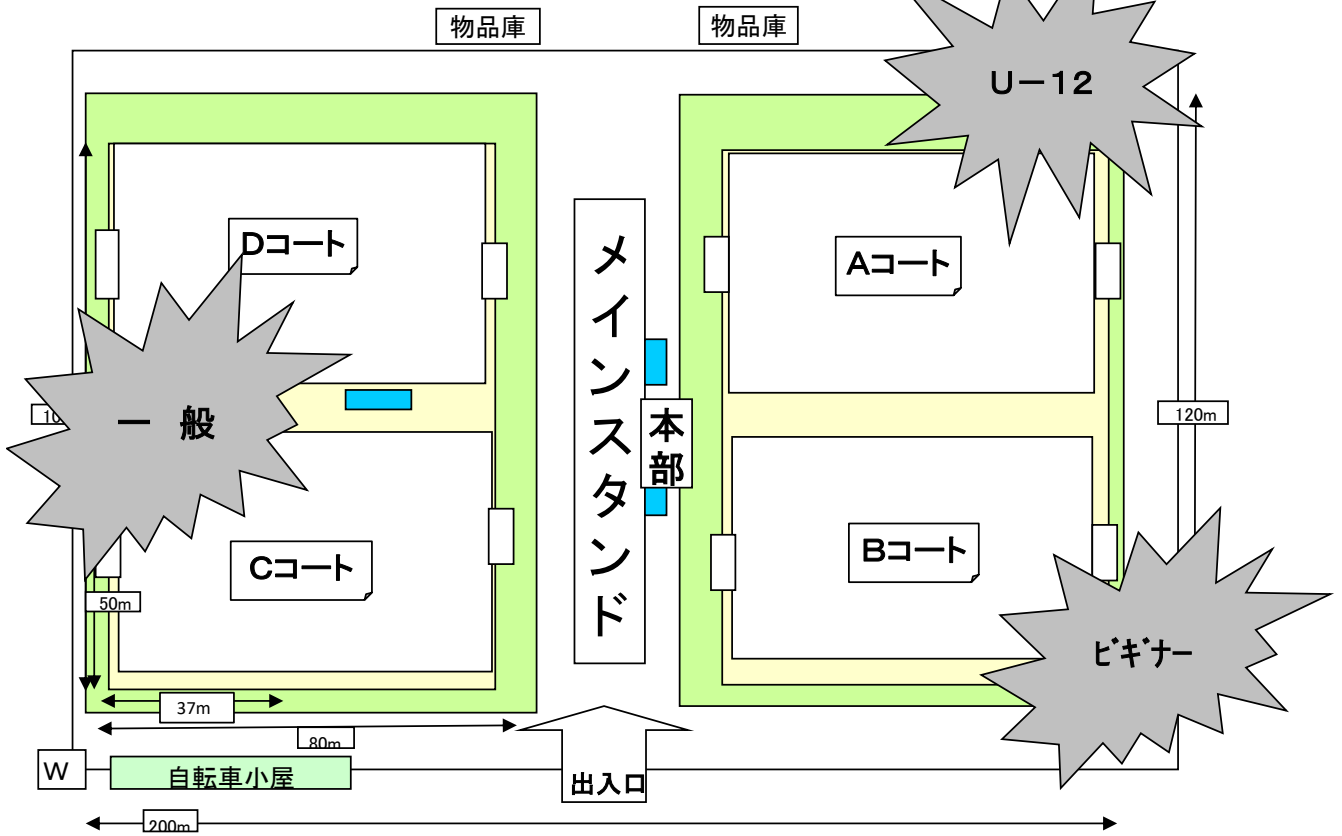 物品庫
物品庫
U－12
Dコート
Aコート
メインスタンド
本部
一 般
120m
Cコート
Bコート
50m
ﾋﾞｷﾞﾅｰ
37m
80m
W
自転車小屋
出入口
200m